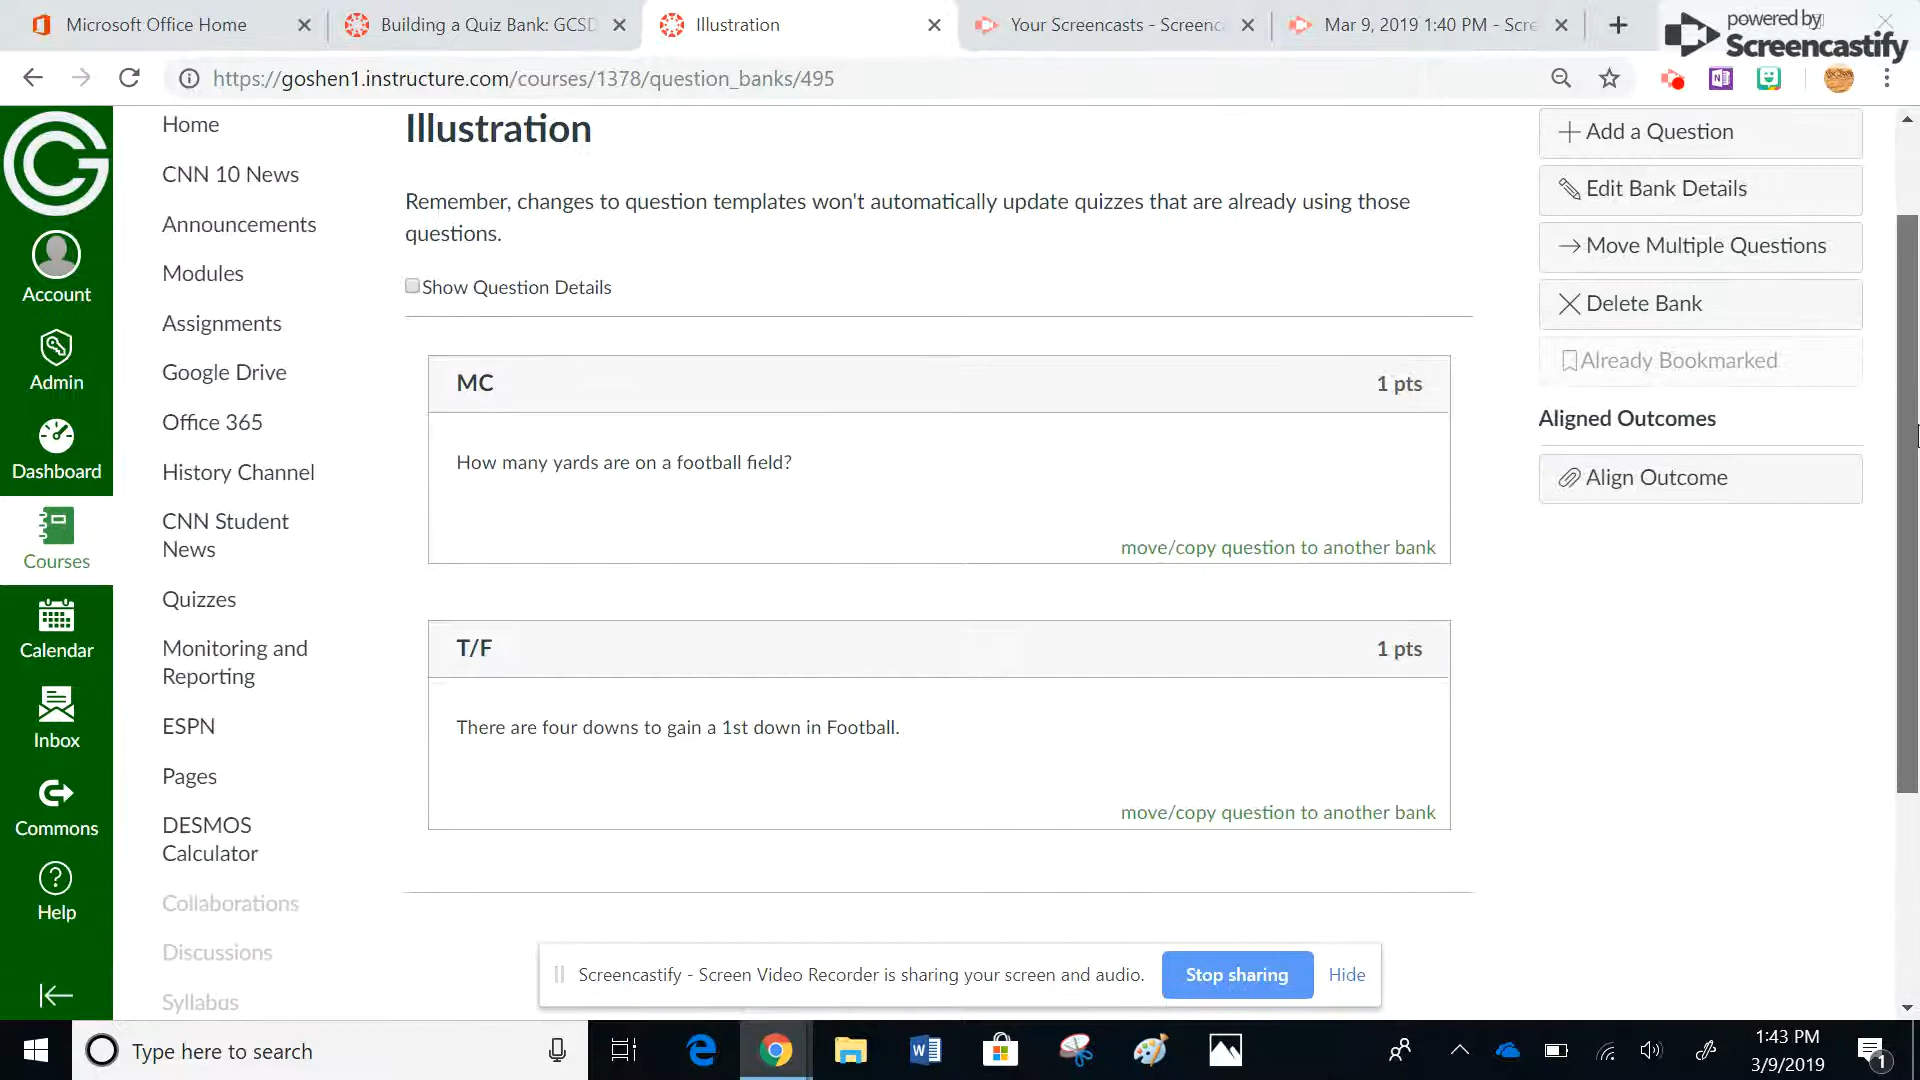 Microsoft Office Home
Building a Quiz Bank: GCSD
Illustration
Your Screencasts - Screenc
Mar 9, 2019 1:40 PM - Scre
powered by
Screencastify
https://goshen1.instructure.com/courses/1378/question_banks/495
Account
Admin
Dashboard
Courses
Calendar
Inbox
Commons
Help
Home
CNN 10 News
Announcements
Modules
Assignments
Google Drive
Office 365
History Channel
CNN Student
News
Quizzes
Monitoring and
Reporting
ESPN
Pages
DESMOS
Calculator
Collaborations
Discussions
Syllabus
Illustration
Remember, changes to question templates won't automatically update quizzes that are already using those
questions.
Show Question Details
MC 1 pts
How many yards are on a football field?
move/copy question to another bank
T/F 1 pts
There are four downs to gain a 1st down in Football.
move/copy question to another bank
Add a Question
Edit Bank Details
Move Multiple Questions
Delete Bank
Already Bookmarked
Aligned Outcomes
Align Outcome
Screencastify - Screen Video Recorder is sharing your screen and audio. Stop sharing Hide
Type here to search
1:43 PM
3/9/2019
1